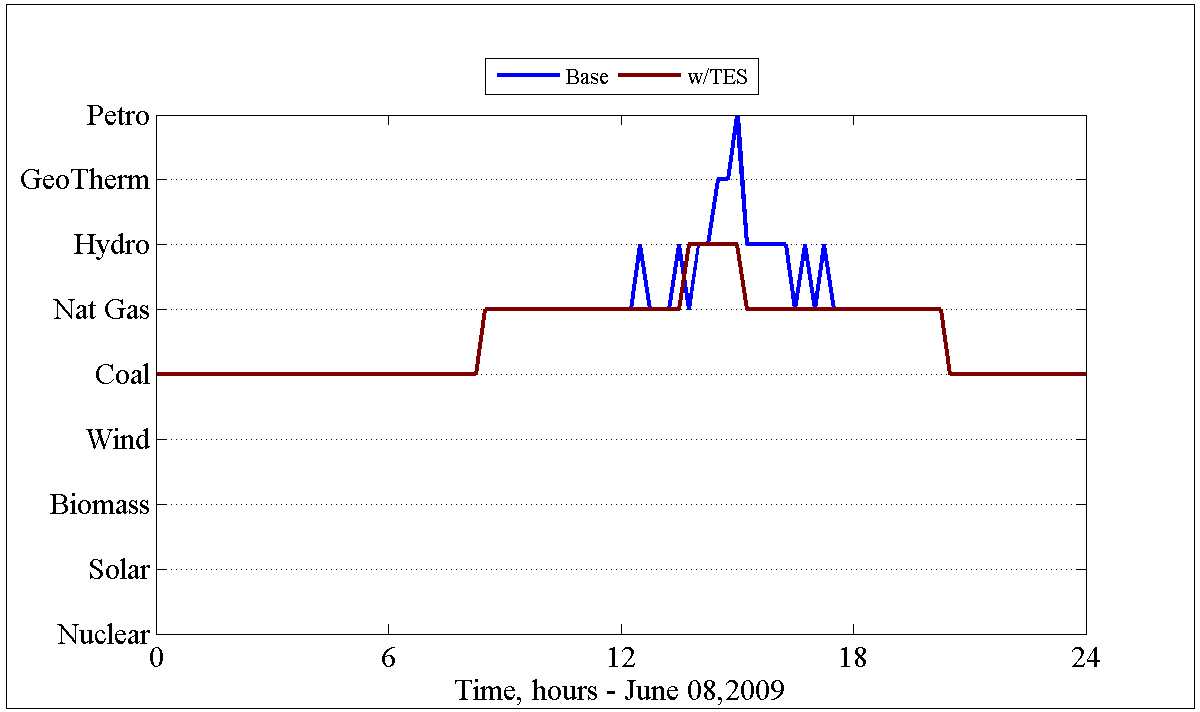 Base w/TES
Petro
GeoTherm
Hydro
Nat Gas
Coal
Wind
Biomass
Solar
Nuclear
0 6 12 18 24
Time, hours - June 08,2009